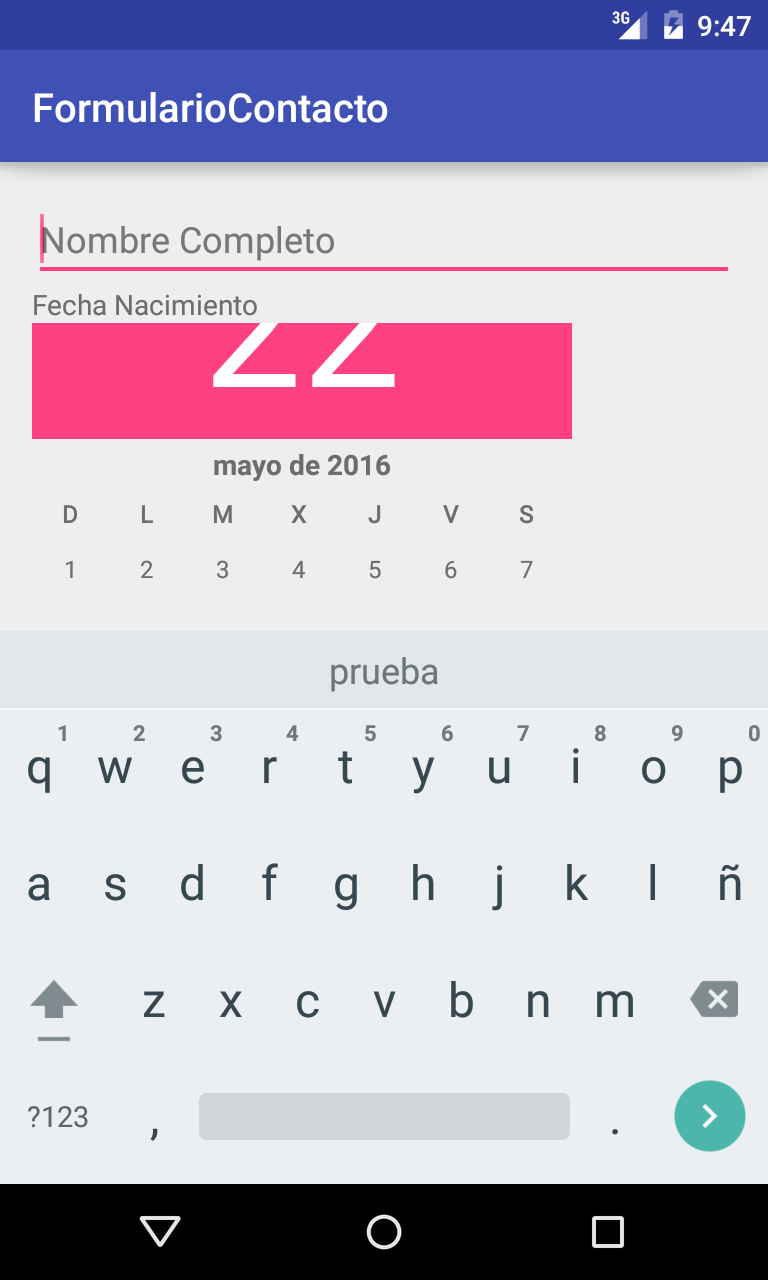 3G 9:47
FormularioContacto
Nombre Completo
Fecha Nacimiento
22
mayo de 2016
D L M X J V S
1 2 3 4 5 6 7
prueba
1 2 3 4 5 6 7 8 9 0
q w e r t y u i o p
a s d f g h j k l ñ
z x c v b n m
?123 , .